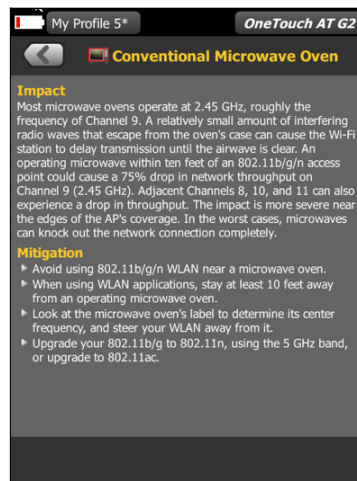 My Profile 5*
OneTouch AT G2
Conventional Microwave Oven
Impact
Most microwave ovens operate at 2.45 GHz, roughly the
frequency of Channel 9. A relatively small amount of interfering
radio waves that escape from the oven's case can cause the Wi-Fi
station to delay transmission until the airwave is clear. An
operating microwave within ten feet of an 802.11b/g/n access
point could cause a 75% drop in network throughput on
Channel 9 (2.45 GHz). Adjacent Channels 8, 10, and 11 can also
experience a drop in throughput. The impact is more severe near
the edges of the AP's coverage. In the worst cases, microwaves
can knock out the network connection completely.
Mitigation
Avoid using 802.11b/g/n WLAN near a microwave oven.
When using WLAN applications, stay at least 10 feet away
from an operating microwave oven.
Look at the microwave oven's label to determine its center
frequency, and steer your WLAN away from it.
Upgrade your 802.11b/g to 802.11n, using the 5 GHz band,
or upgrade to 802.11ac.